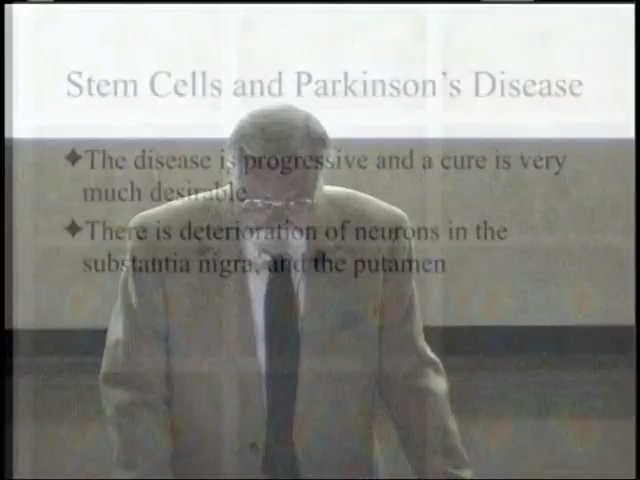 Stem Cells and Parkinson's Disease
✦The disease is progressive and a cure is very
much desirable
✦There is deterioration of neurons in the
substantia nigra, and the putamen